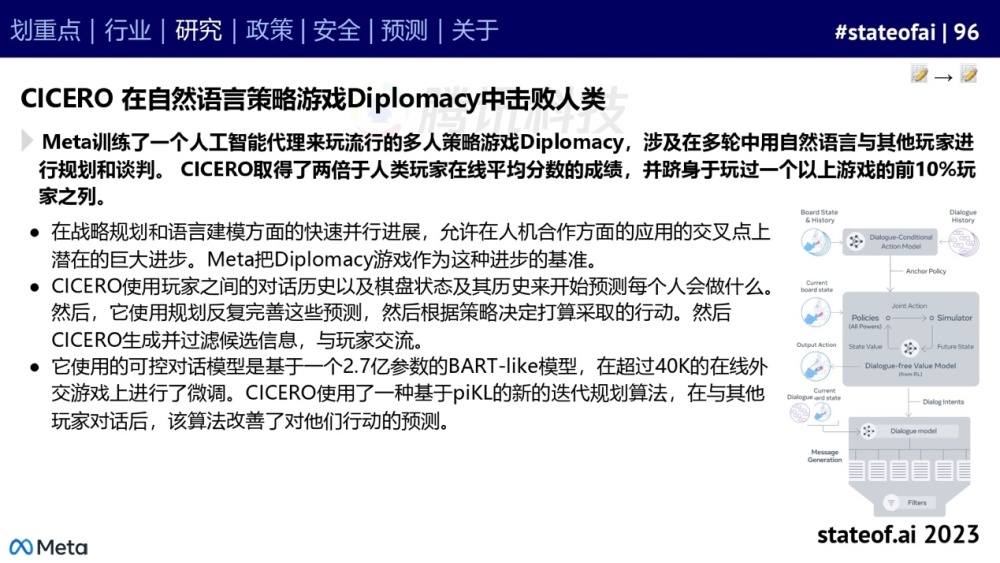 划重点 | 行业 | 研究 | 政策 | 安全 | 预测 | 关于
#stateofai | 96
CICERO 在自然语言策略游戏Diplomacy中击败人类
腾讯科技
Meta训练了一个人工智能代理来玩流行的多人策略游戏Diplomacy，涉及在多轮中用自然语言与其他玩家进
行规划和谈判。 CICERO取得了两倍于人类玩家在线平均分数的成绩，并跻身于玩过一个以上游戏的前10%玩
家之列。
● 在战略规划和语言建模方面的快速并行进展，允许在人机合作方面的应用的交叉点上
潜在的巨大进步。Meta把Diplomacy游戏作为这种进步的基准。
● CICERO使用玩家之间的对话历史以及棋盘状态及其历史来开始预测每个人会做什么。
然后，它使用规划反复完善这些预测，然后根据策略决定打算采取的行动。然后
CICERO生成并过滤候选信息，与玩家交流。
● 它使用的可控对话模型是基于一个2.7亿参数的BART-like模型，在超过40K的在线外
交游戏上进行了微调。CICERO使用了一种基于piKL的新的迭代规划算法，在与其他
玩家对话后，该算法改善了对他们行动的预测。
Board State
& History
Dialogue
History
Dialogue-Conditional
Action Model
Anchor Policy
Current
board state
Joint Action
Policies
(All Powers)
Simulator
State Value
Future State
Output Action
Dialogue-free Value Model
(from RL)
Current
Dialogue
ard state
Dialog Intents
Dialogue model
Message
Generation
Filters
Meta
stateof.ai 2023